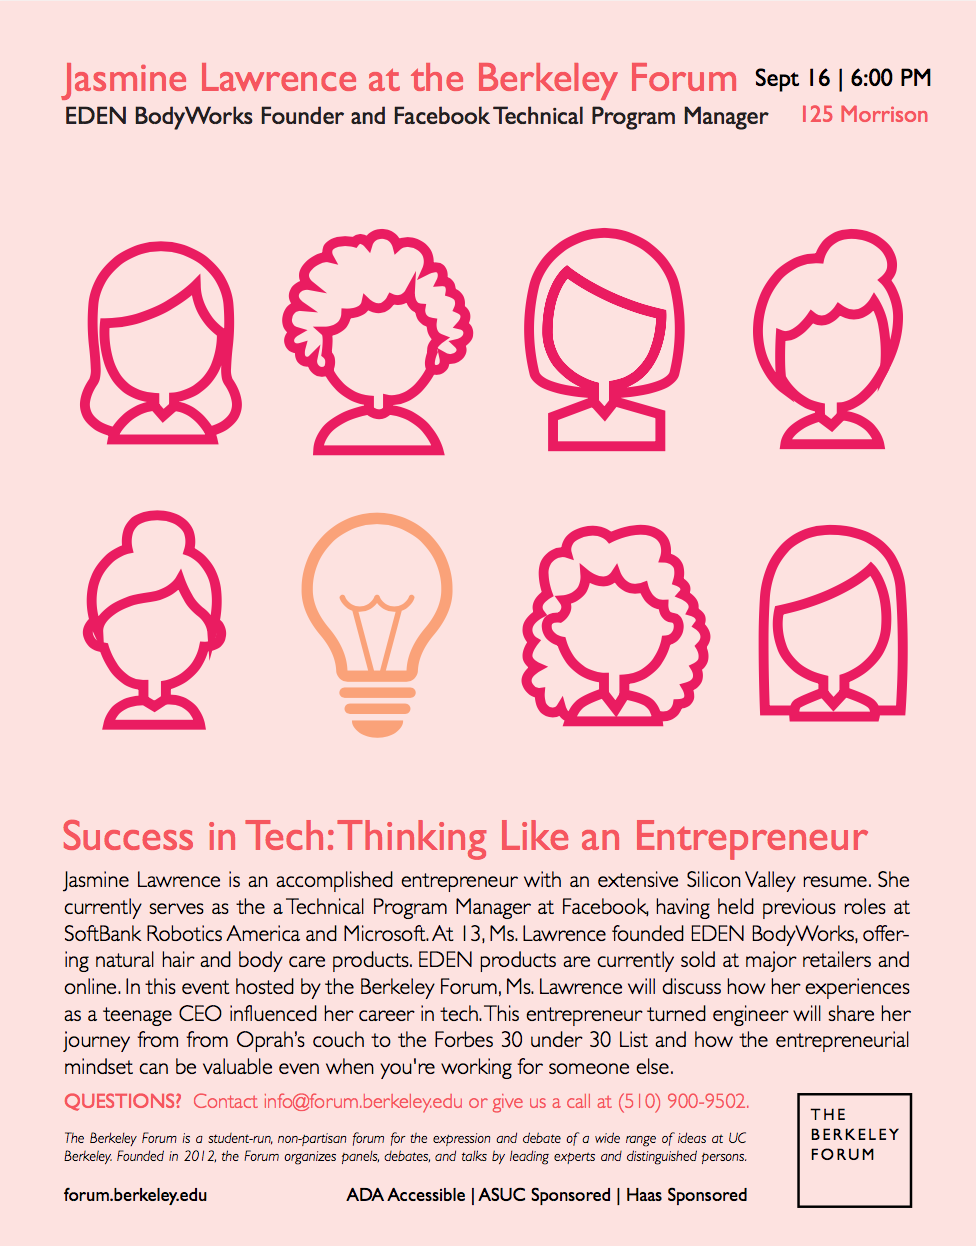 Jasmine Lawrence at the Berkeley Forum
Sept 16 | 6:00 PM
EDEN BodyWorks Founder and Facebook Technical Program Manager
125 Morrison
Success in Tech: Thinking Like an Entrepreneur
Jasmine Lawrence is an accomplished entrepreneur with an extensive Silicon Valley resume. She
currently serves as the a Technical Program Manager at Facebook, having held previous roles at
SoftBank Robotics America and Microsoft. At 13, Ms. Lawrence founded EDEN BodyWorks, offer-
ing natural hair and body care products. EDEN products are currently sold at major retailers and
online. In this event hosted by the Berkeley Forum, Ms. Lawrence will discuss how her experiences
as a teenage CEO influenced her career in tech. This entrepreneur turned engineer will share her
journey from from Oprah's couch to the Forbes 30 under 30 List and how the entrepreneurial
mindset can be valuable even when you're working for someone else.
QUESTIONS? Contact info@forum.berkeley.edu or give us a call at (510) 900-9502.
The Berkeley Forum is a student-run, non-partisan forum for the expression and debate of a wide range of ideas at UC
Berkeley. Founded in 2012, the Forum organizes panels, debates, and talks by leading experts and distinguished persons.
forum.berkeley.edu
ADA Accessible | ASUC Sponsored | Haas Sponsored
THE
BERKELEY
FORUM